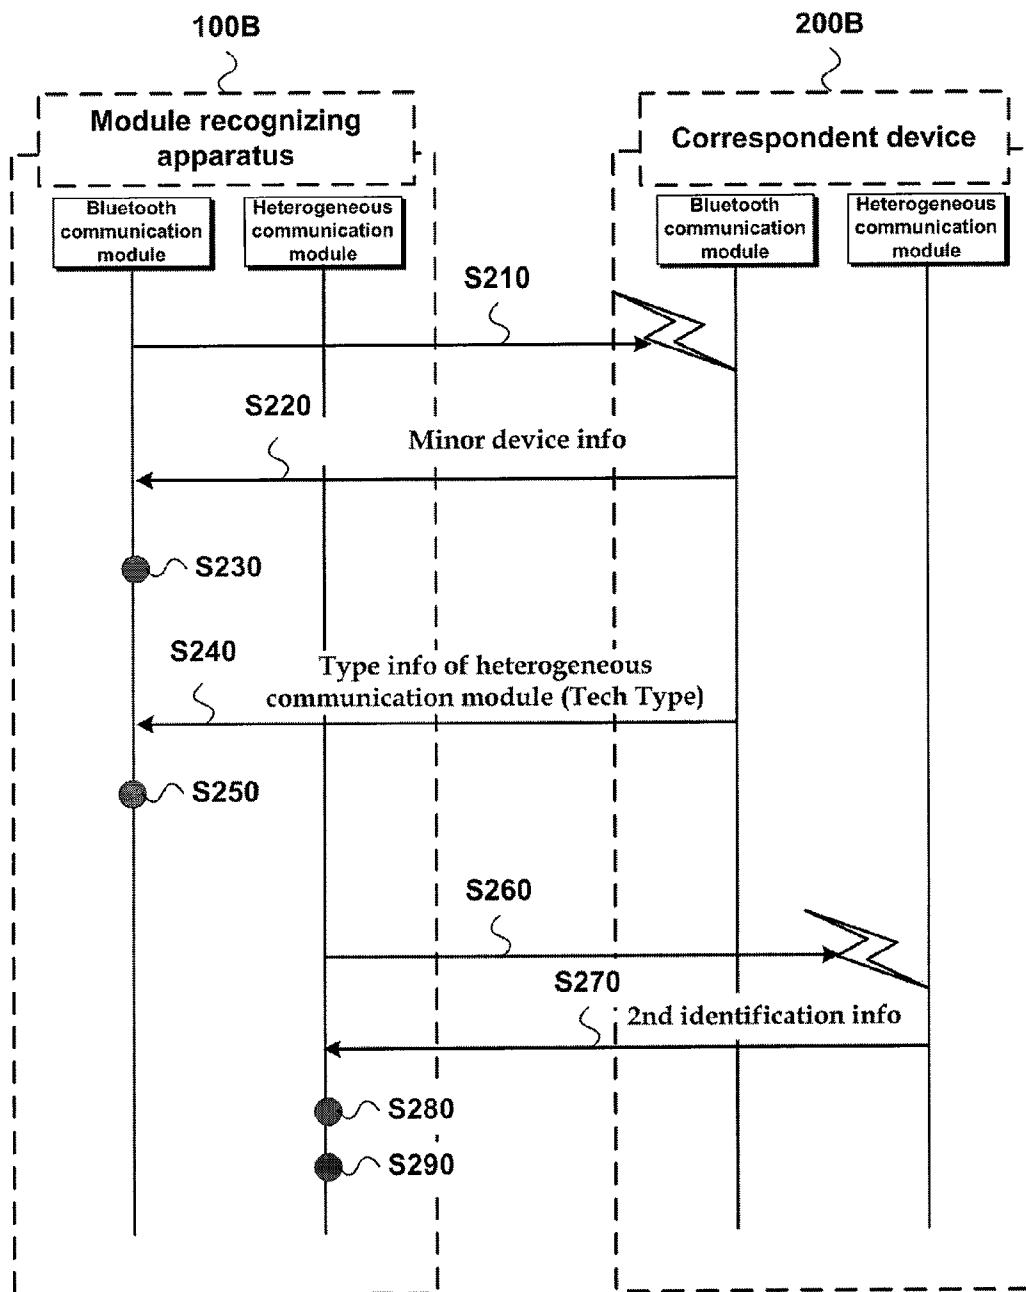 100B
200B
Module recognizing
apparatus
Correspondent device
Bluetooth
communication
module
Heterogeneous
communication
module
Bluetooth
communication
module
Heterogeneous
communication
module
S210
S220
Minor device info
S230
S240
Type info of heterogeneous
communication module (Tech Type)
S250
S260
S270
2nd identification info
S280
S290